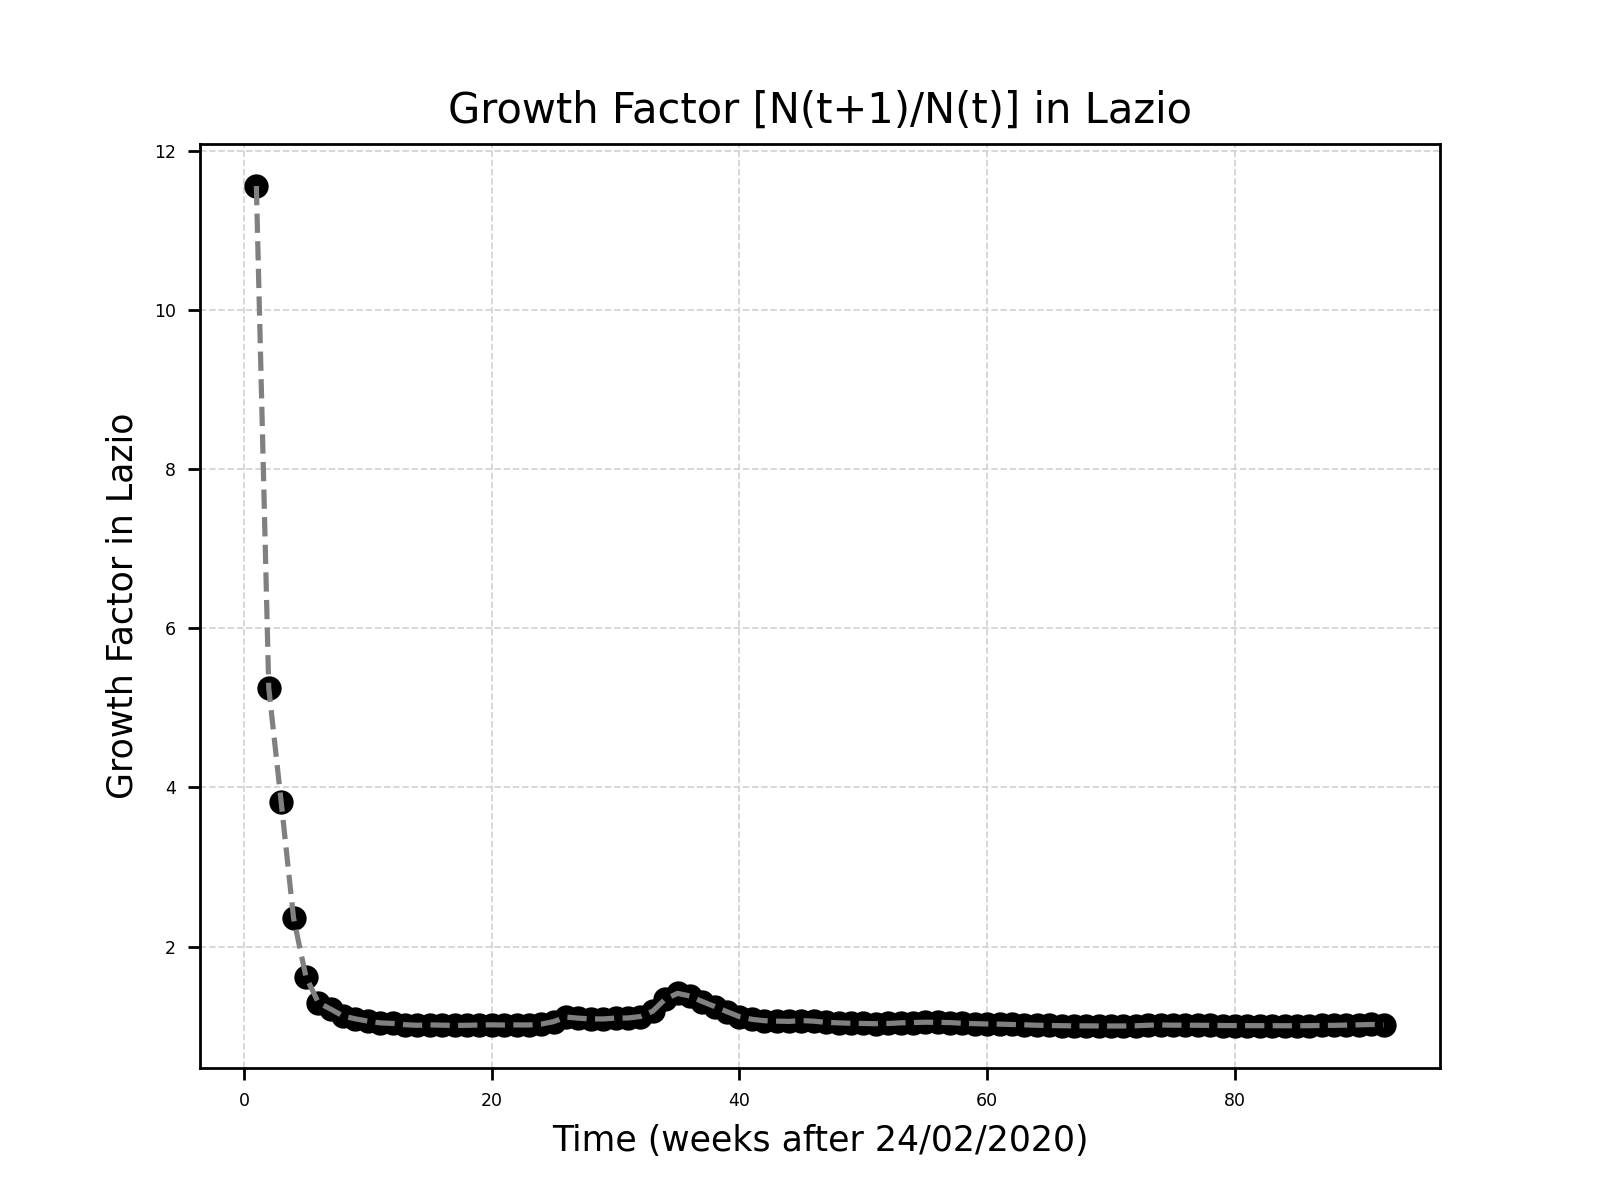 Growth Factor [N(t+1)/N(t)] in Lazio
Growth Factor in Lazio
12
10
8
6
4
2
0 20 40 60 80
Time (weeks after 24/02/2020)